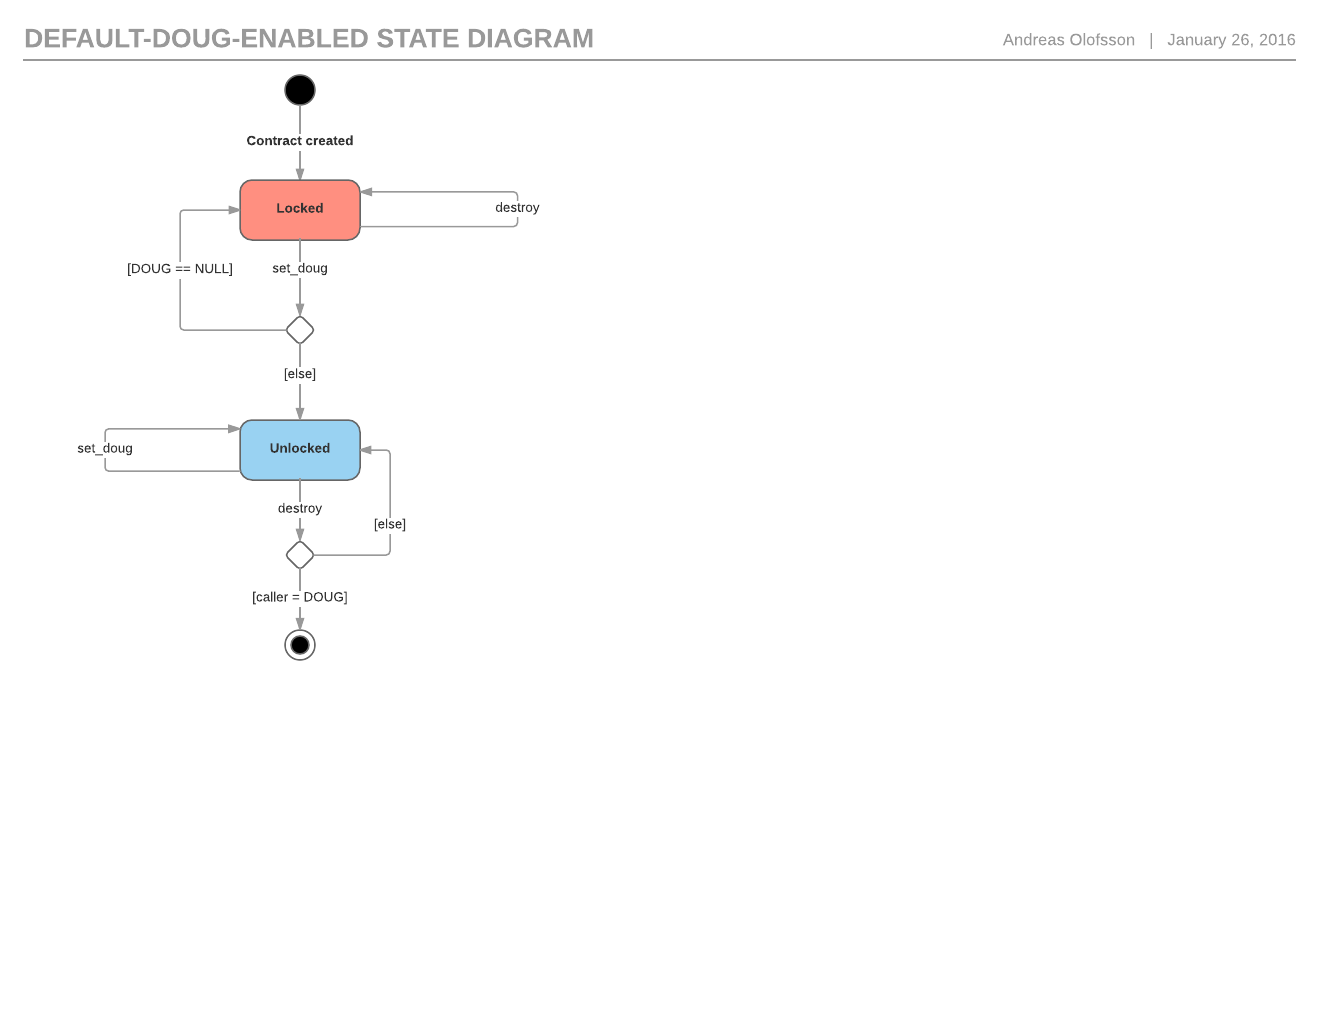 DEFAULT-DOUG-ENABLED STATE DIAGRAM
Andreas Olofsson | January 26, 2016
Contract created
Locked
destroy
[DOUG == NULL]
set_doug
[else]
set_doug
Unlocked
destroy
[else]
[caller = DOUG]